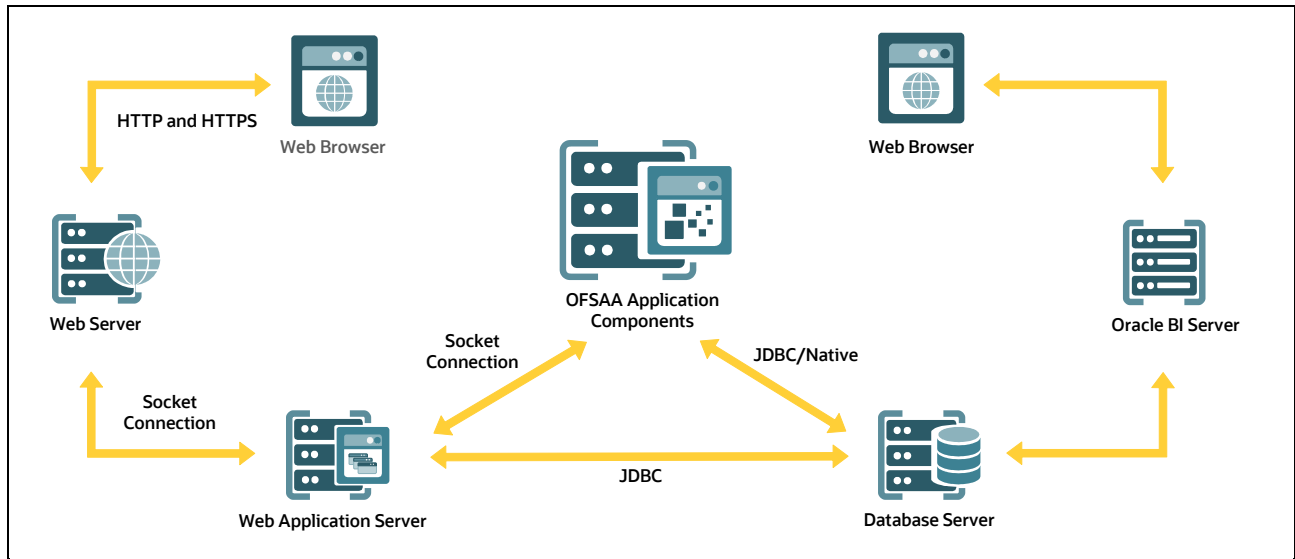 HTTP and HTTPS
Web Browser
Web Browser
OFSAA Application
Components
Web Server
Oracle BI Server
Socket
Connection
JDBC/Native
Socket
Connection
JDBC
Web Application Server
Database Server